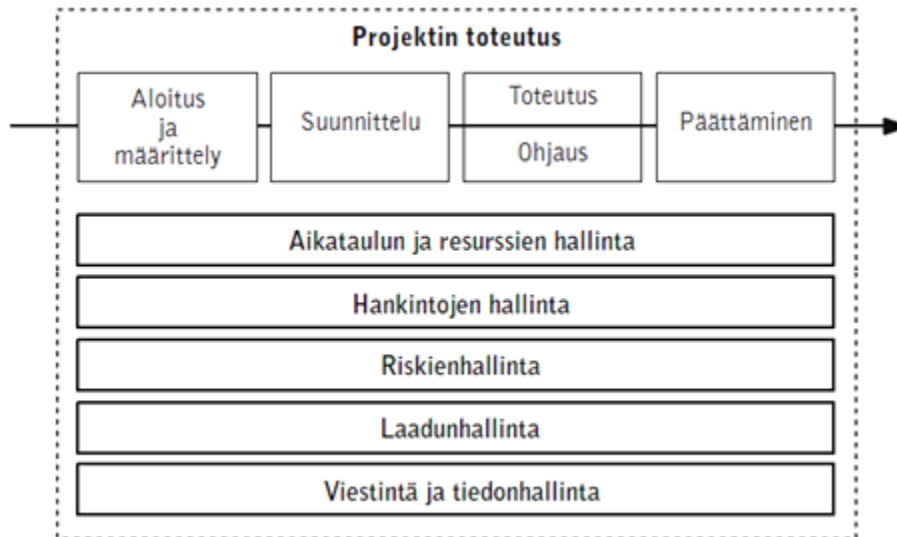 Projektin toteutus
Aloitus
ja
määrittely
Suunnittelu
Toteutus
Ohjaus
Päättäminen
Aikataulun ja resurssien hallinta
Hankintojen hallinta
Riskienhallinta
Laadunhallinta
Viestintä ja tiedonhallinta